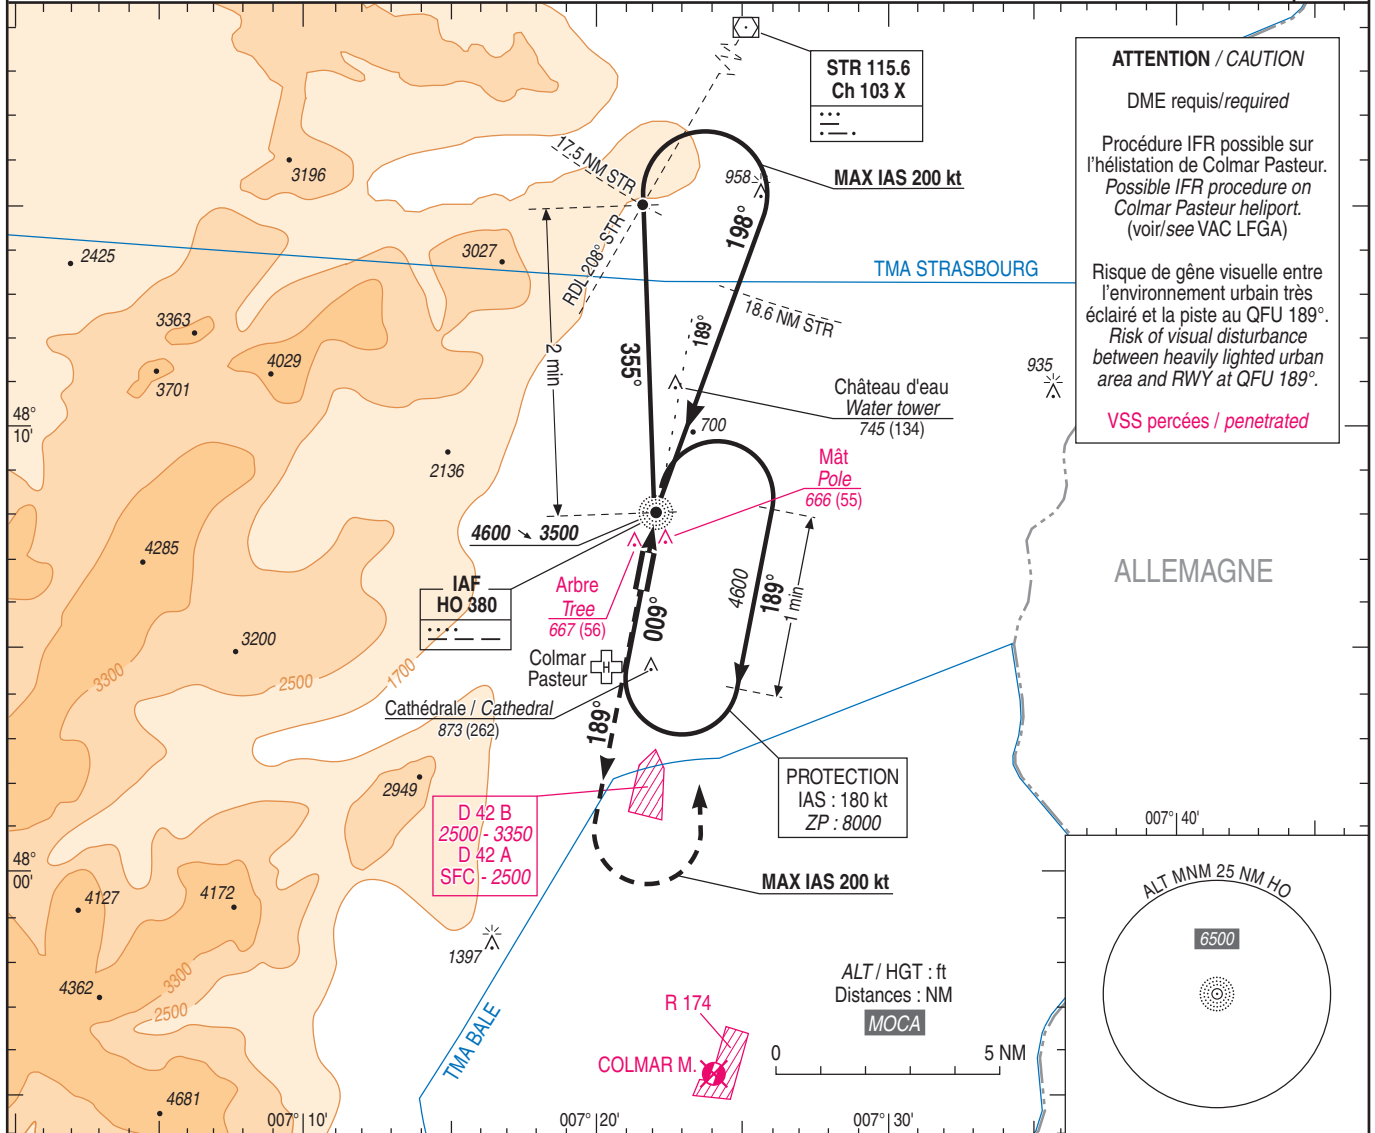 STR 115.6
Ch 103 X
ATTENTION / CAUTION
DME requis/required
Procédure IFR possible sur
l'hélistation de Colmar Pasteur.
Possible IFR procedure on
Colmar Pasteur heliport.
(voir/see VAC LFGA)
Risque de gêne visuelle entre
l'environnement urbain très
éclairé et la piste au QFU 189°.
Risk of visual disturbance
between heavily lighted urban
area and RWY at QFU 189°.
VSS percées / penetrated
17.5 NM STR
3196
958
MAX IAS 200 kt
198°
RDL 208° STR
2425
3027
TMA STRASBOURG
18.6 NM STR
189°
3363
4029
3701
2 min
355°
935
Château d'eau
Water tower
745 (134)
48°
10'
700
2136
Mât
Pole
666 (55)
4600 ↘ 3500
4285
IAF
HO 380
Arbre
Tree
667 (56)
009°
4600
189°
1 min
ALLEMAGNE
3200
3300
2500
1700
Colmar
Pasteur
H
Cathédrale / Cathedral
873 (262)
189°
2949
D 42 B
2500 - 3350
D 42 A
SFC - 2500
PROTECTION
IAS : 180 kt
ZP : 8000
007° 40'
48°
00'
4127
4172
MAX IAS 200 kt
ALT MNM 25 NM HO
6500
1397
4362
3300
2500
ALT / HGT : ft
Distances : NM
MOCA
R 174
COLMAR M.
0
5 NM
TMA BALE
4681
007° 10'
007° 20'
007° 30'